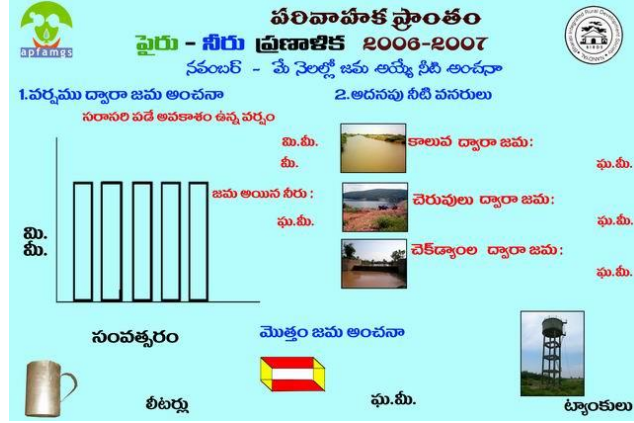 పరివాహక ప్రాంతం
పైరు - నీరు ప్రణాళిక 2006-2007
apfamgs
నవంబర్ - మే నెలల్లో జమ అయ్యే నీటి అంచనా
1.వర్షము ద్వారా జమ అంచనా
2.అదనపు నీటి వనరులు
సరాసరి పడే అవకాశం ఉన్న వర్షం
మి.మీ.
మీ.
జమ అయిన నీరు :
ఘ.మీ.
మి.
మీ.
సంవత్సరం
కాలువ ద్వారా జమ:
ఘ.మీ.
చెరువులు ద్వారా జమ:
ఘ.మీ.
చెక్‌డ్యాంల ద్వారా జమ:
ఘ.మీ.
మొత్తం జమ అంచనా
లీటర్లు
ఘ.మీ.
ట్యాంకులు